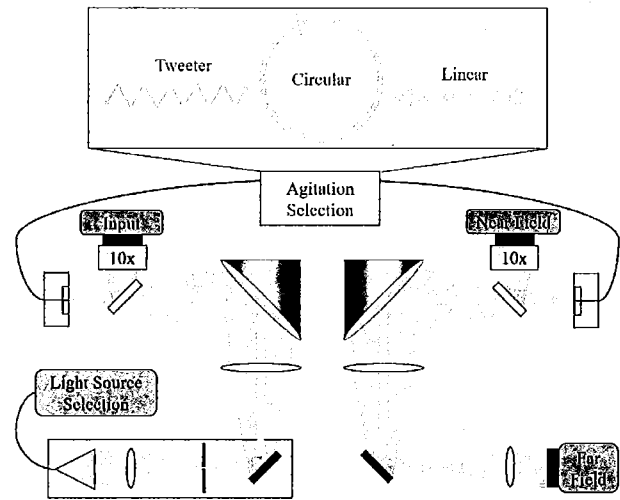 Tweeter
Circular
Linear
Agitation
Selection
Input
Near-Field
10x
10x
Light Source
Selection
Far
Field